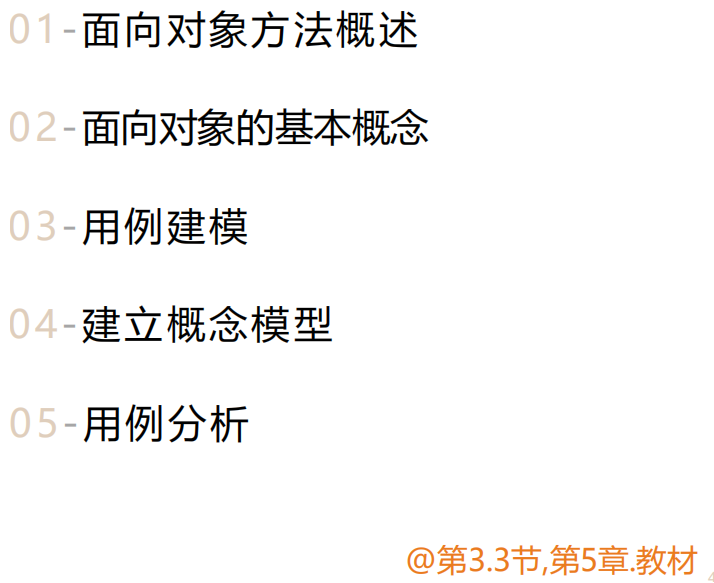 01-面向对象方法概述
02-面向对象的基本概念
03-用例建模
04-建立概念模型
05-用例分析
@第3.3节,第5章.教材
4